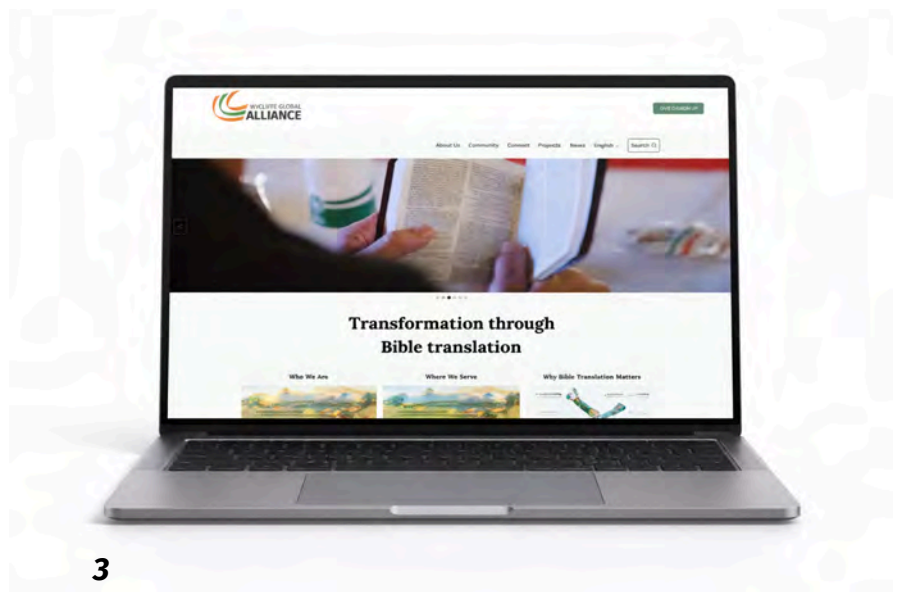 WYCLIFFE GLOBAL
ALLIANCE
About Us Community Connect Projects News English Search
Transformation through
Bible translation
Who We Are
Where We Serve
Why Bible Translation Matters
3